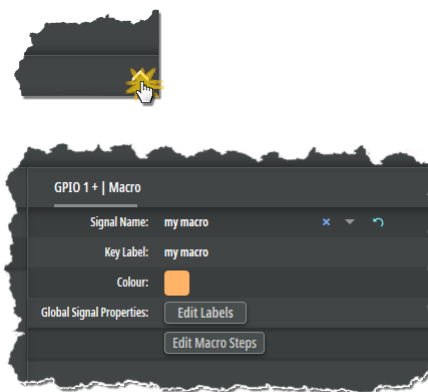 GPIO 1 + | Macro
Signal Name: my macro
Key Label: my macro
Colour:
Global Signal Properties: Edit Labels
Edit Macro Steps